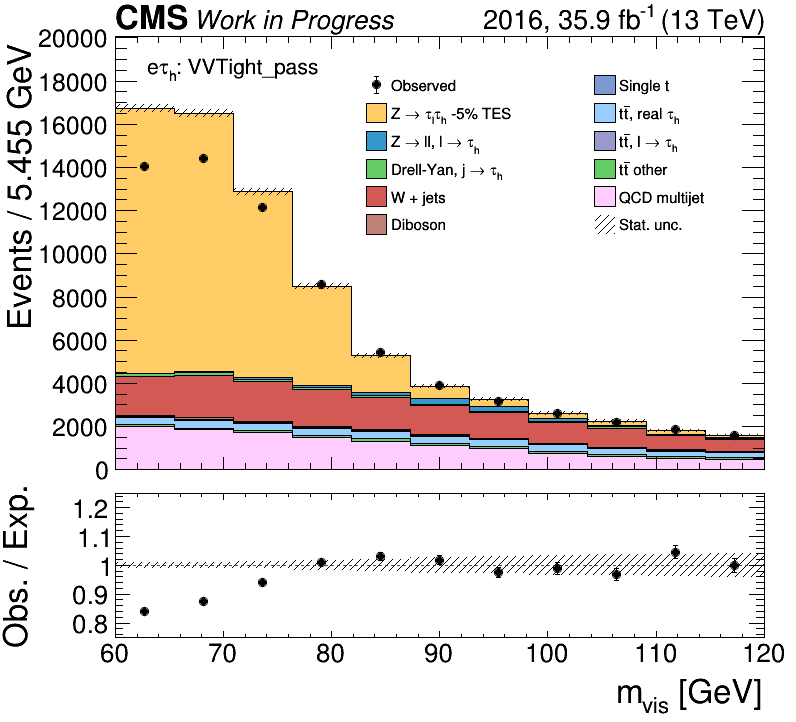 CMS Work in Progress 2016, 35.9 fb⁻¹ (13 TeV)
Events / 5.455 GeV
20000
18000
16000
14000
12000
10000
8000
6000
4000
2000
0
eτₕ: VVTight_pass
Observed
Z → τₗτₕ -5% TES
Z → ll, l → τₕ
Drell-Yan, j → τₕ
W + jets
Diboson
Single t
tt̄, real τₕ
tt̄, l → τₕ
tt̄ other
QCD multijet
Stat. unc.
Obs. / Exp.
1.2
1.1
1
0.9
0.8
60 70 80 90 100 110 120
m_vis [GeV]